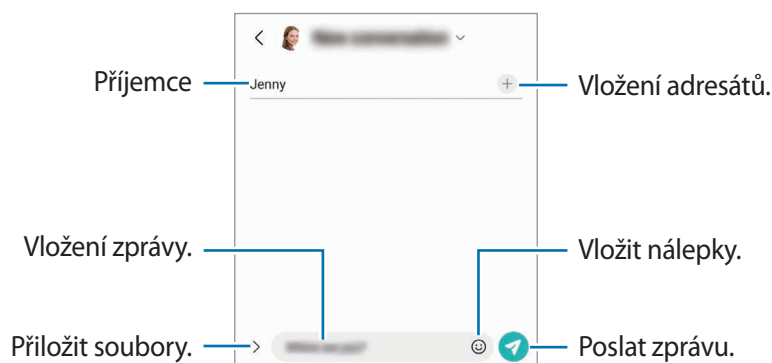 Příjemce
Jenny
Vložení adresátů.
Vložení zprávy.
Vložit nálepky.
Přiložit soubory.
Poslat zprávu.